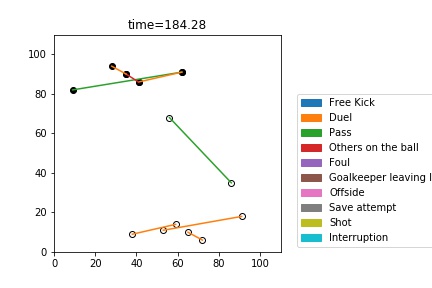 time=184.28
100
80
60
40
20
0
0 20 40 60 80 100
Free Kick
Duel
Pass
Others on the ball
Foul
Goalkeeper leaving l
Offside
Save attempt
Shot
Interruption